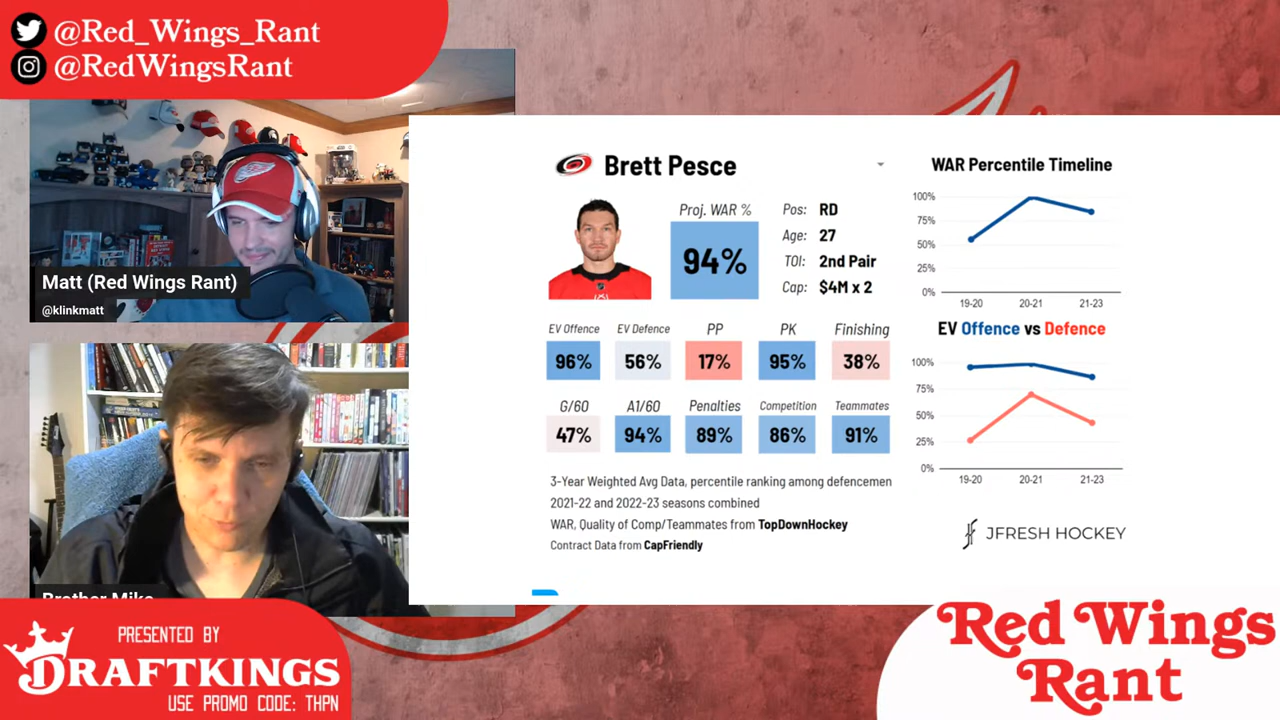 @Red_Wings_Rant
@RedWingsRant
Matt (Red Wings Rant)
@klinkmatt
Brother Mike
PRESENTED BY
DRAFTKINGS
USE PROMO CODE: THPN
Brett Pesce
Proj. WAR %
94%
Pos: RD
Age: 27
TOI: 2nd Pair
Cap: $4M x 2
EV Offence EV Defence PP PK Finishing
96% 56% 17% 95% 38%
G/60 A1/60 Penalties Competition Teammates
47% 94% 89% 86% 91%
3-Year Weighted Avg Data, percentile ranking among defencemen
2021-22 and 2022-23 seasons combined
WAR, Quality of Comp/Teammates from TopDownHockey
Contract Data from CapFriendly
WAR Percentile Timeline
100%
75%
50%
25%
0%
19-20 20-21 21-23
EV Offence vs Defence
100%
75%
50%
25%
0%
19-20 20-21 21-23
JFRESH HOCKEY
Red Wings
Rant